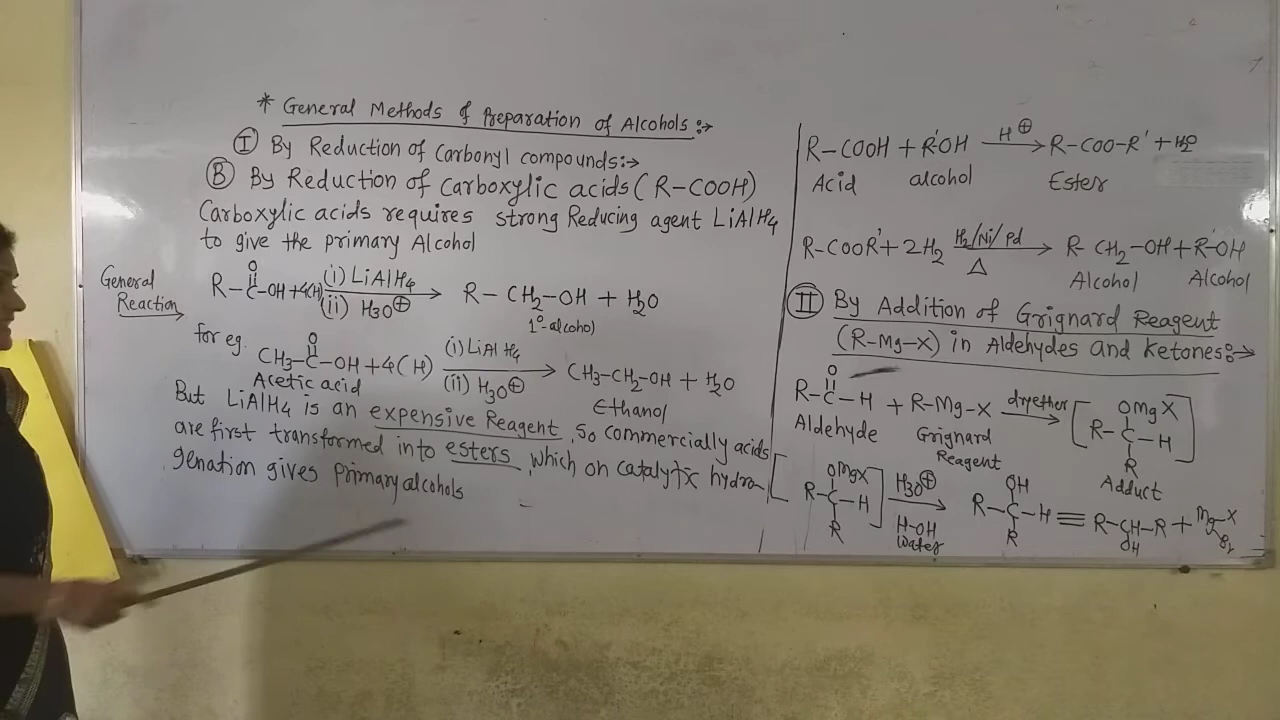 * General Methods of Preparation of Alcohols:→
I By Reduction of Carbonyl compounds:→
B By Reduction of Carboxylic acids (R-COOH)
Carboxylic acids requires strong Reducing agent LiAlH4
to give the primary Alcohol
General Reaction → R-C(=O)-OH + 4(H) (i) LiAlH4 (ii) H3O⊕ → R-CH2-OH + H2O
1°-alcohol
for eg. CH3-C(=O)-OH + 4(H) (i) LiAlH4 (ii) H3O⊕ → CH3-CH2-OH + H2O
Acetic acid Ethanol
But LiAlH4 is an expensive Reagent, so commercially acids
are first transformed into esters, which on catalytic hydro
genation gives primary alcohols
R-COOH + R'OH H⊕ → R-COO-R' + H2O
Acid alcohol Ester
R-COOR' + 2H2 H2/Ni/Pd Δ → R-CH2-OH + R'-OH
Alcohol Alcohol
II By Addition of Grignard Reagent
(R-Mg-X) in Aldehydes and Ketones:→
R-C(=O)-H + R-Mg-X dryether → [R-C(OMgX)(R)-H]
Aldehyde Grignard Reagent Adduct
[R-C(OMgX)(R)-H] H3O⊕ H-OH water → R-C(OH)(R)-H ≡ R-CH(OH)-R + Mg-X